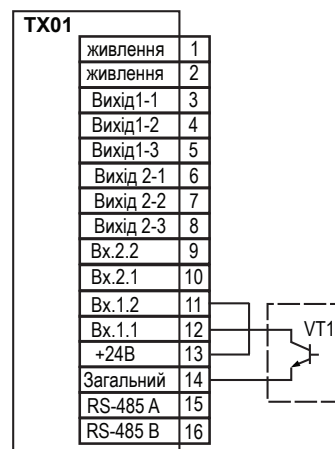 TX01
живлення 1
живлення 2
Вихід1-1 3
Вихід1-2 4
Вихід1-3 5
Вихід 2-1 6
Вихід 2-2 7
Вихід 2-3 8
Вх.2.2 9
Вх.2.1 10
Вх.1.2 11
Вх.1.1 12
VT1
+24В 13
Загальний 14
RS-485 A 15
RS-485 B 16